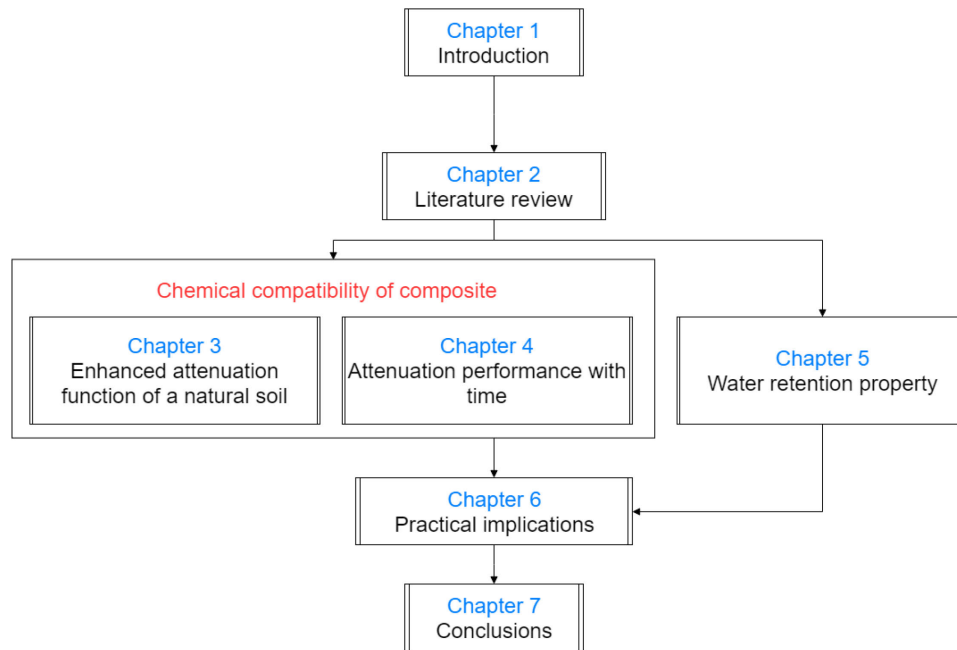 Chapter 1
Introduction
Chapter 2
Literature review
Chemical compatibility of composite
Chapter 3
Enhanced attenuation
function of a natural soil
Chapter 4
Attenuation performance with
time
Chapter 5
Water retention property
Chapter 6
Practical implications
Chapter 7
Conclusions